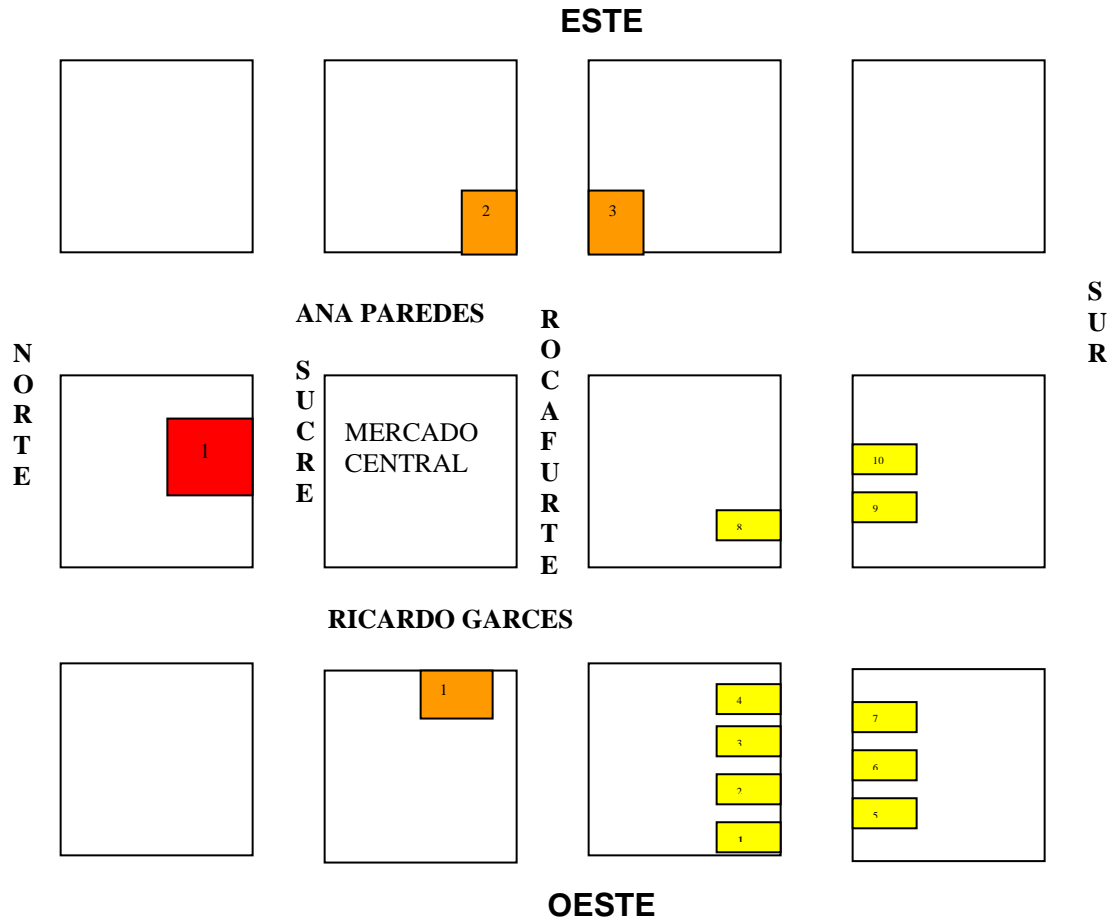 ESTE
2
3
ANA PAREDES
SUR
NORTE
SUCRE
ROCAFURTE
MERCADO
CENTRAL
1
10
9
8
RICARDO GARCES
1
4
3
2
1
7
6
5
OESTE